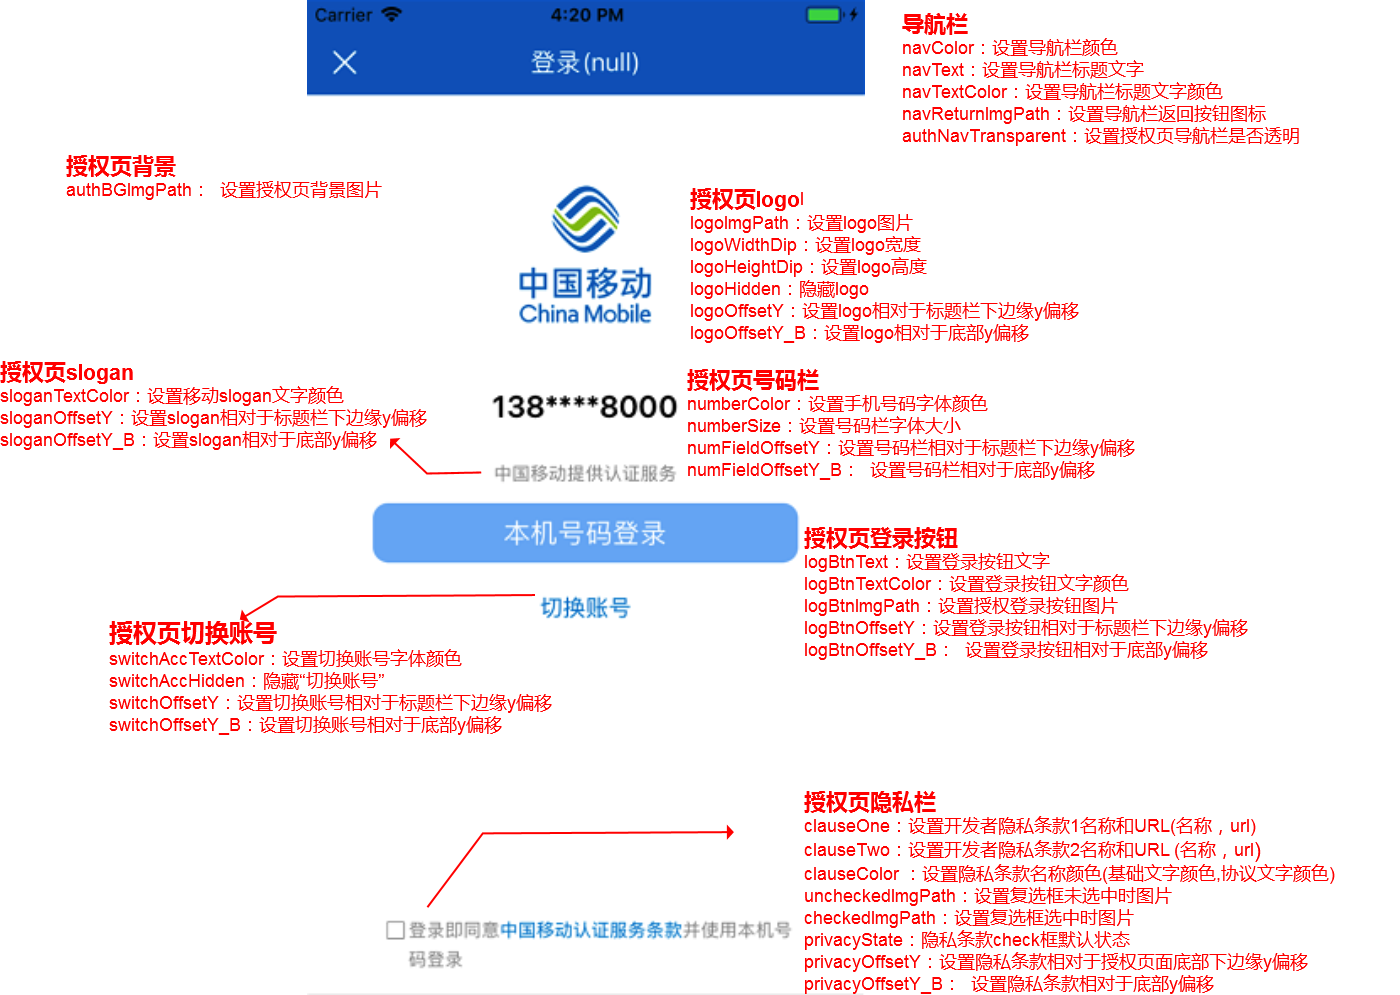 Carrier
4:20 PM
登录(null)
导航栏
navColor：设置导航栏颜色
navText：设置导航栏标题文字
navTextColor：设置导航栏标题文字颜色
navReturnImgPath：设置导航栏返回按钮图标
authNavTransparent：设置授权页导航栏是否透明
授权页背景
authBGImgPath： 设置授权页背景图片
中国移动
China Mobile
授权页logol
logoImgPath：设置logo图片
logoWidthDip：设置logo宽度
logoHeightDip：设置logo高度
logoHidden：隐藏logo
logoOffsetY：设置logo相对于标题栏下边缘y偏移
logoOffsetY_B：设置logo相对于底部y偏移
授权页slogan
sloganTextColor：设置移动slogan文字颜色
sloganOffsetY：设置slogan相对于标题栏下边缘y偏移
sloganOffsetY_B：设置slogan相对于底部y偏移
138****8000
中国移动提供认证服务
授权页号码栏
numberColor：设置手机号码字体颜色
numberSize：设置号码栏字体大小
numFieldOffsetY：设置号码栏相对于标题栏下边缘y偏移
numFieldOffsetY_B： 设置号码栏相对于底部y偏移
本机号码登录
授权页登录按钮
logBtnText：设置登录按钮文字
logBtnTextColor：设置登录按钮文字颜色
logBtnImgPath：设置授权登录按钮图片
logBtnOffsetY：设置登录按钮相对于标题栏下边缘y偏移
logBtnOffsetY_B： 设置登录按钮相对于底部y偏移
切换账号
授权页切换账号
switchAccTextColor：设置切换账号字体颜色
switchAccHidden：隐藏“切换账号”
switchOffsetY：设置切换账号相对于标题栏下边缘y偏移
switchOffsetY_B：设置切换账号相对于底部y偏移
授权页隐私栏
clauseOne：设置开发者隐私条款1名称和URL(名称，url)
clauseTwo：设置开发者隐私条款2名称和URL (名称，url)
clauseColor ：设置隐私条款名称颜色(基础文字颜色,协议文字颜色)
uncheckedImgPath：设置复选框未选中时图片
checkedImgPath：设置复选框选中时图片
privacyState：隐私条款check框默认状态
privacyOffsetY：设置隐私条款相对于授权页面底部下边缘y偏移
privacyOffsetY_B： 设置隐私条款相对于底部y偏移
登录即同意中国移动认证服务条款并使用本机号
码登录